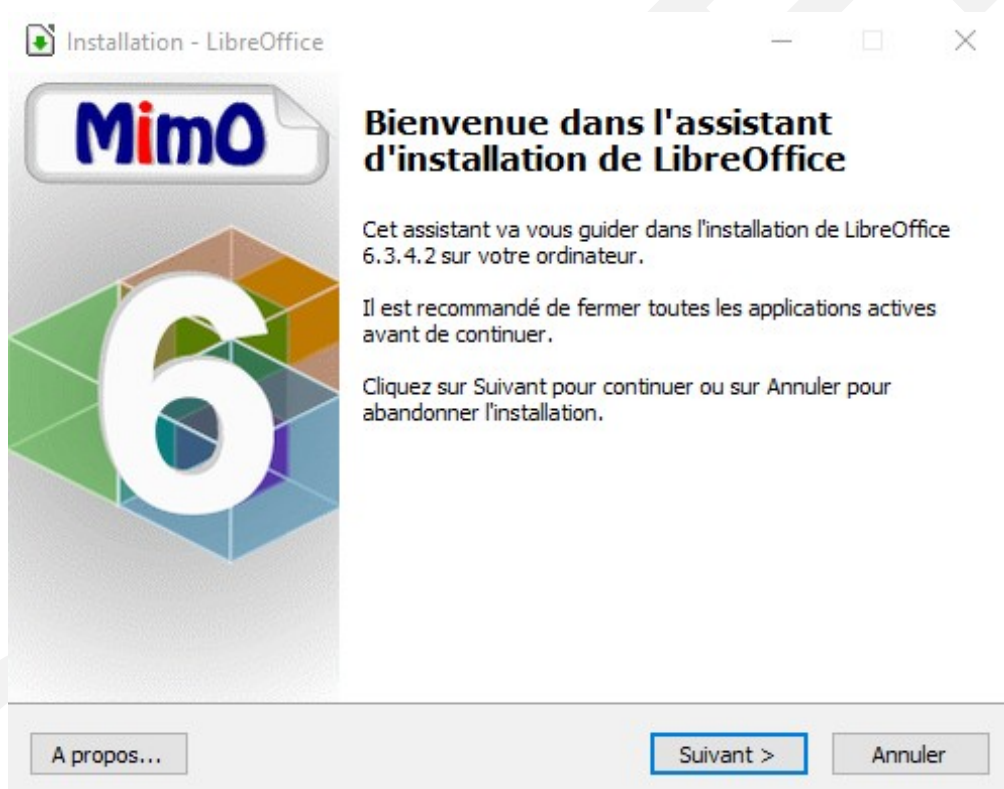 Installation - LibreOffice
MimO
6
Bienvenue dans l'assistant
d'installation de LibreOffice
Cet assistant va vous guider dans l'installation de LibreOffice
6.3.4.2 sur votre ordinateur.
Il est recommandé de fermer toutes les applications actives
avant de continuer.
Cliquez sur Suivant pour continuer ou sur Annuler pour
abandonner l'installation.
A propos...
Suivant >
Annuler